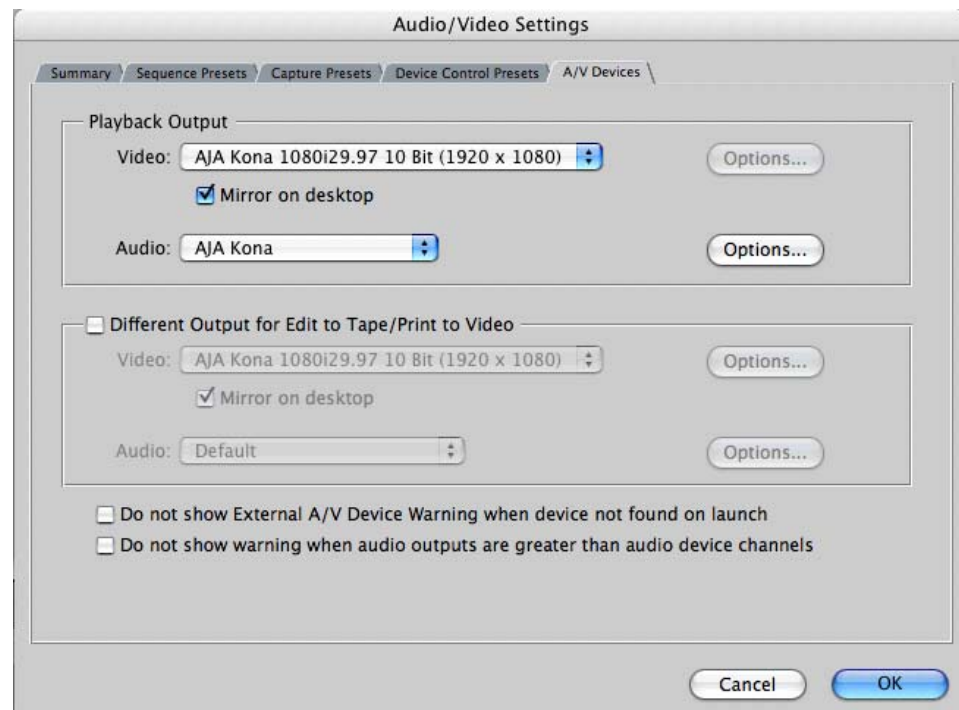 Audio/Video Settings
Summary Sequence Presets Capture Presets Device Control Presets A/V Devices
Playback Output
Video: AJA Kona 1080i29.97 10 Bit (1920 x 1080) Options...
Mirror on desktop
Audio: AJA Kona Options...
Different Output for Edit to Tape/Print to Video
Video: AJA Kona 1080i29.97 10 Bit (1920 x 1080) Options...
Mirror on desktop
Audio: Default Options...
Do not show External A/V Device Warning when device not found on launch
Do not show warning when audio outputs are greater than audio device channels
Cancel OK